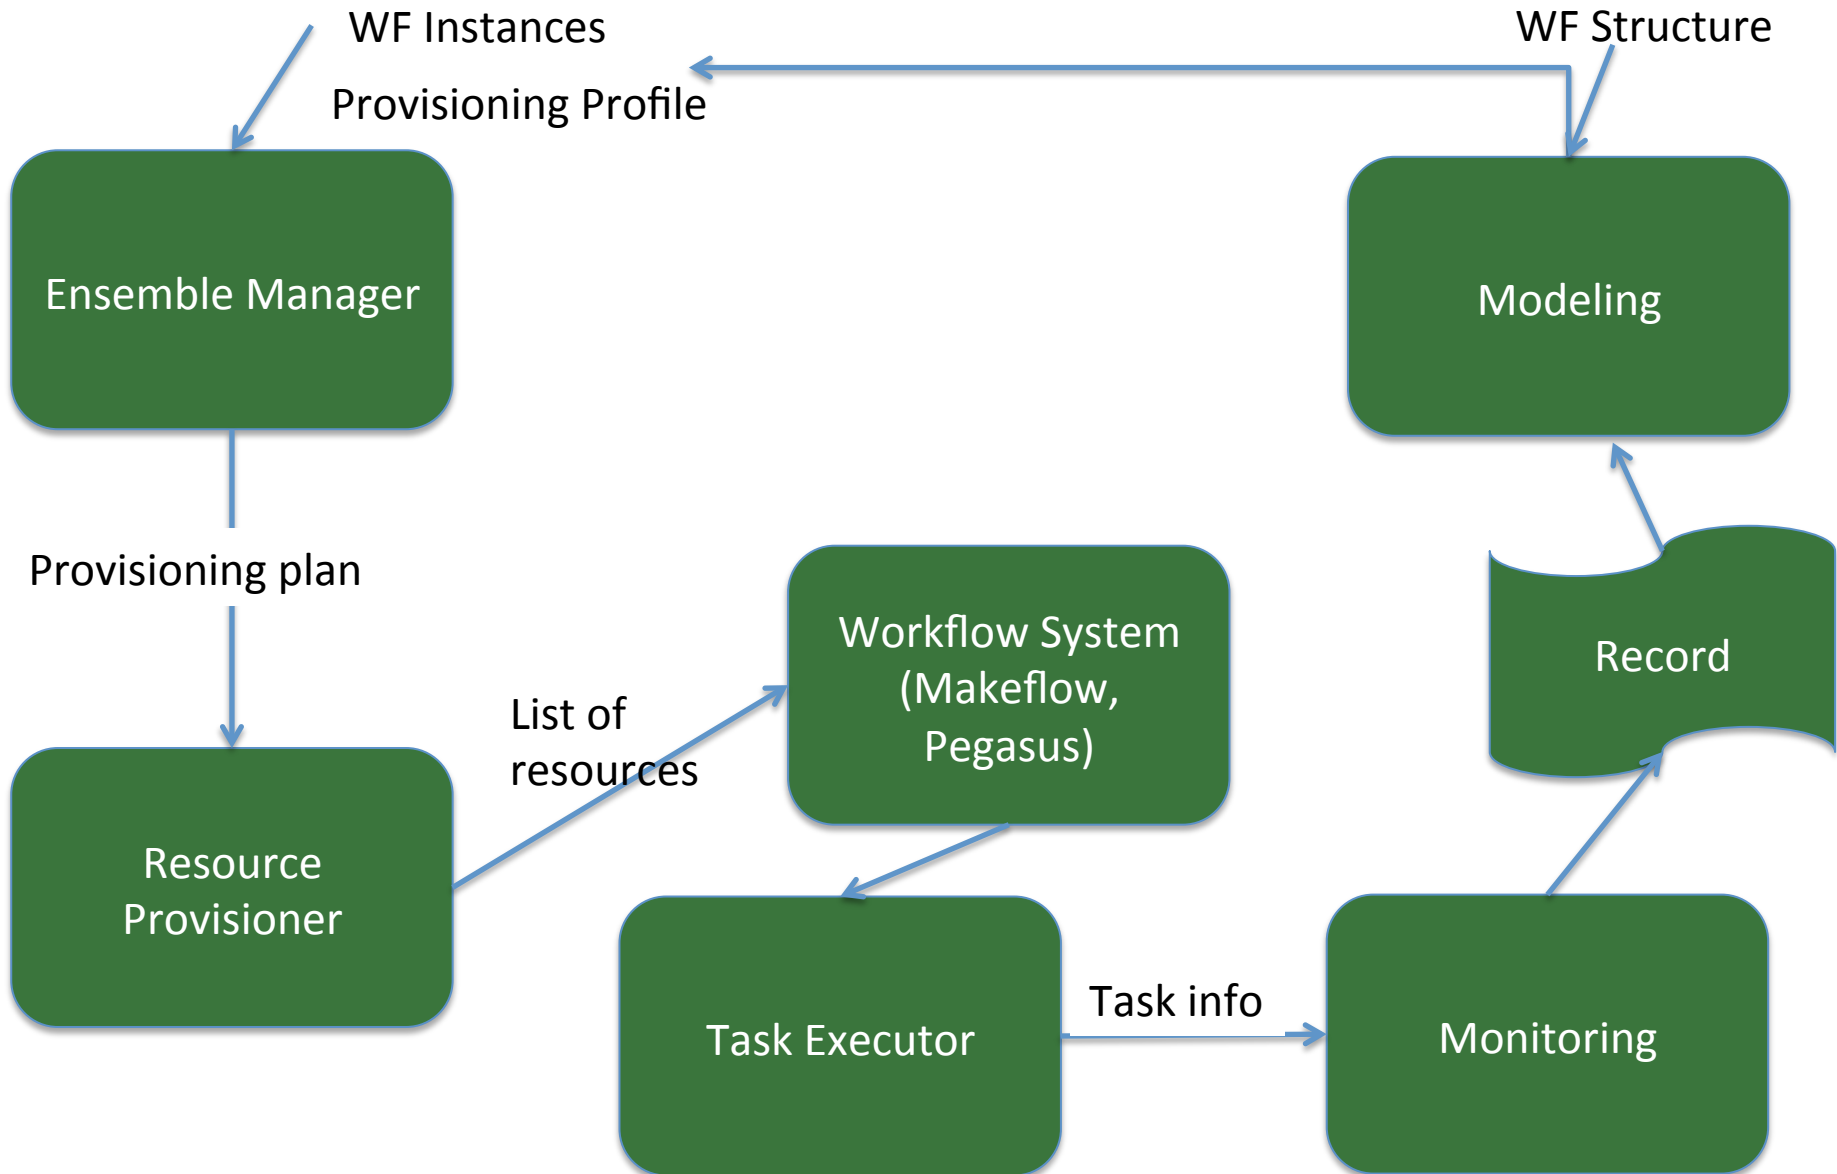 WF Instances
WF Structure
Provisioning Profile
Ensemble Manager
Modeling
Provisioning plan
Workflow System
(Makeflow,
Pegasus)
Record
List of
resources
Resource
Provisioner
Task info
Task Executor
Monitoring